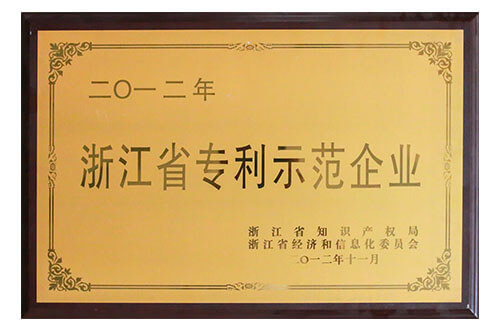 二〇一二年
浙江省专利示范企业
浙江省知识产权局
浙江省经济和信息化委员会
二〇一二年十一月